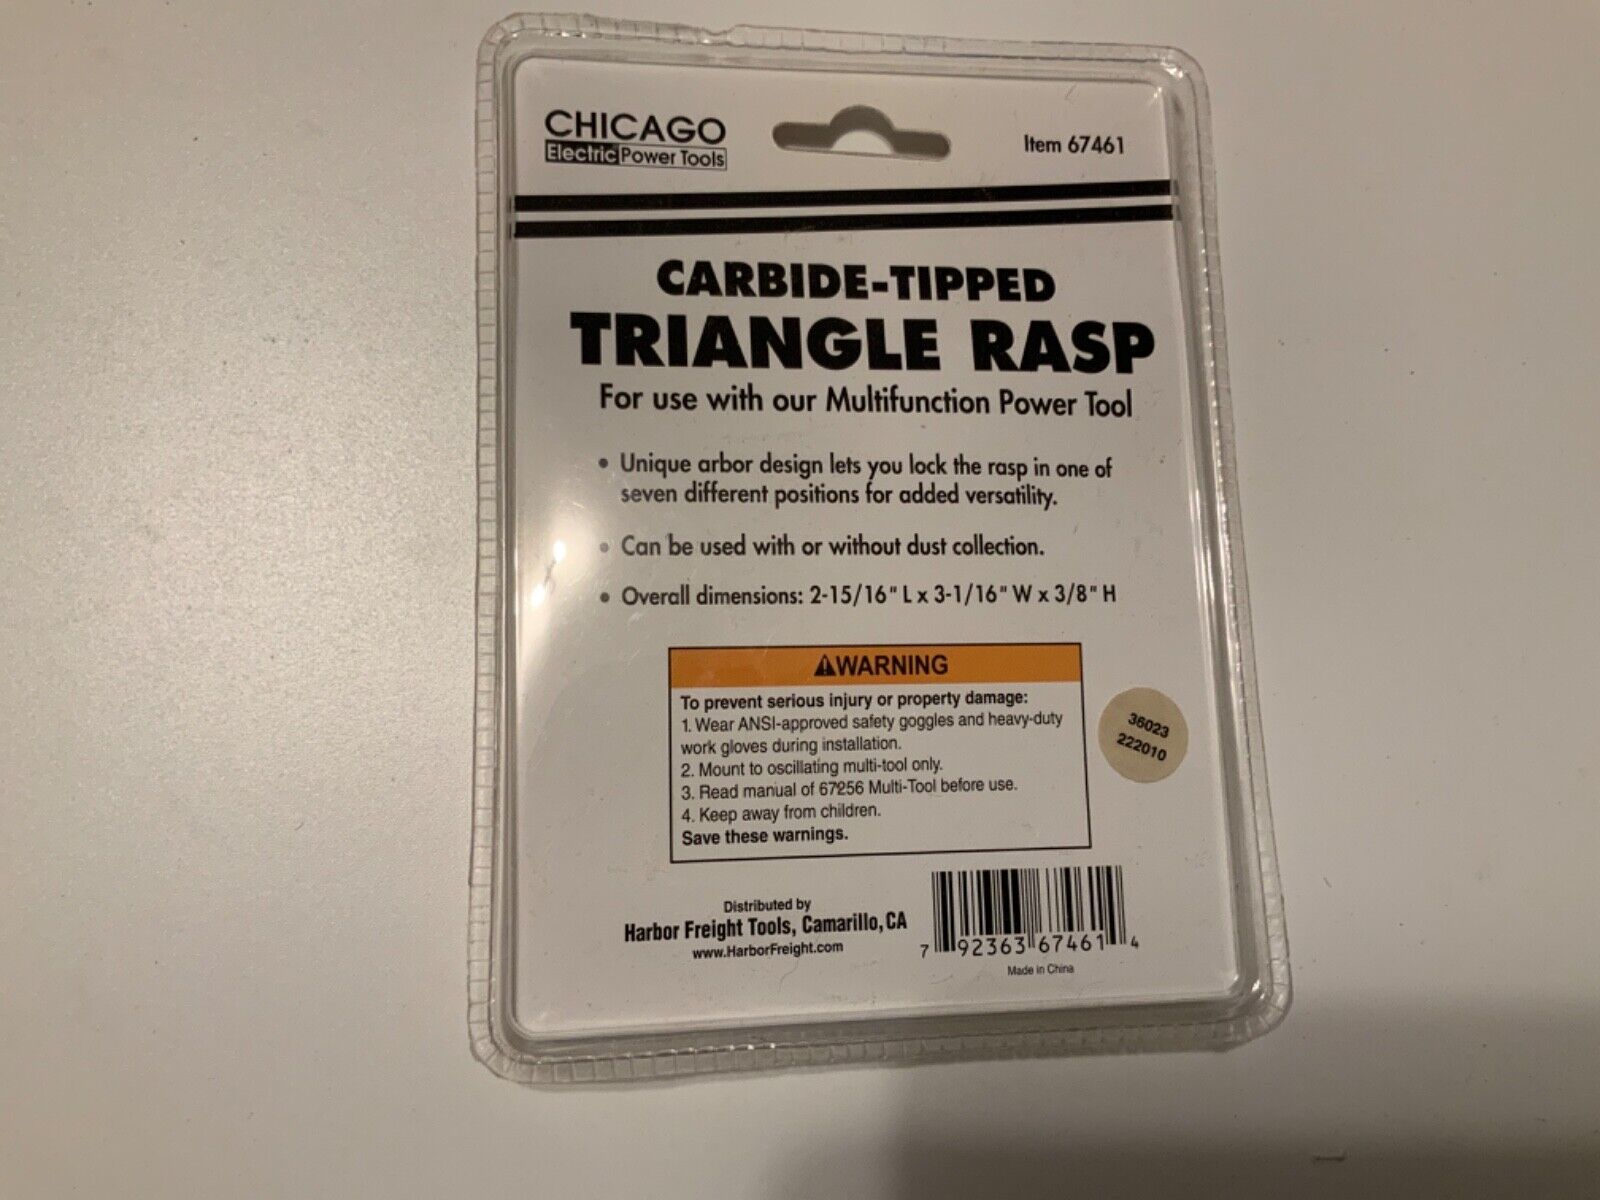 CHICAGO
Electric Power Tools
Item 67461
CARBIDE-TIPPED
TRIANGLE RASP
For use with our Multifunction Power Tool
• Unique arbor design lets you lock the rasp in one of
seven different positions for added versatility.
• Can be used with or without dust collection.
• Overall dimensions: 2-15/16" L x 3-1/16" W x 3/8" H
⚠WARNING
To prevent serious injury or property damage:
1. Wear ANSI-approved safety goggles and heavy-duty
work gloves during installation.
2. Mount to oscillating multi-tool only.
3. Read manual of 67256 Multi-Tool before use.
4. Keep away from children.
Save these warnings.
36023
222010
Distributed by
Harbor Freight Tools, Camarillo, CA
www.HarborFreight.com
7 92363 67461 4
Made in China